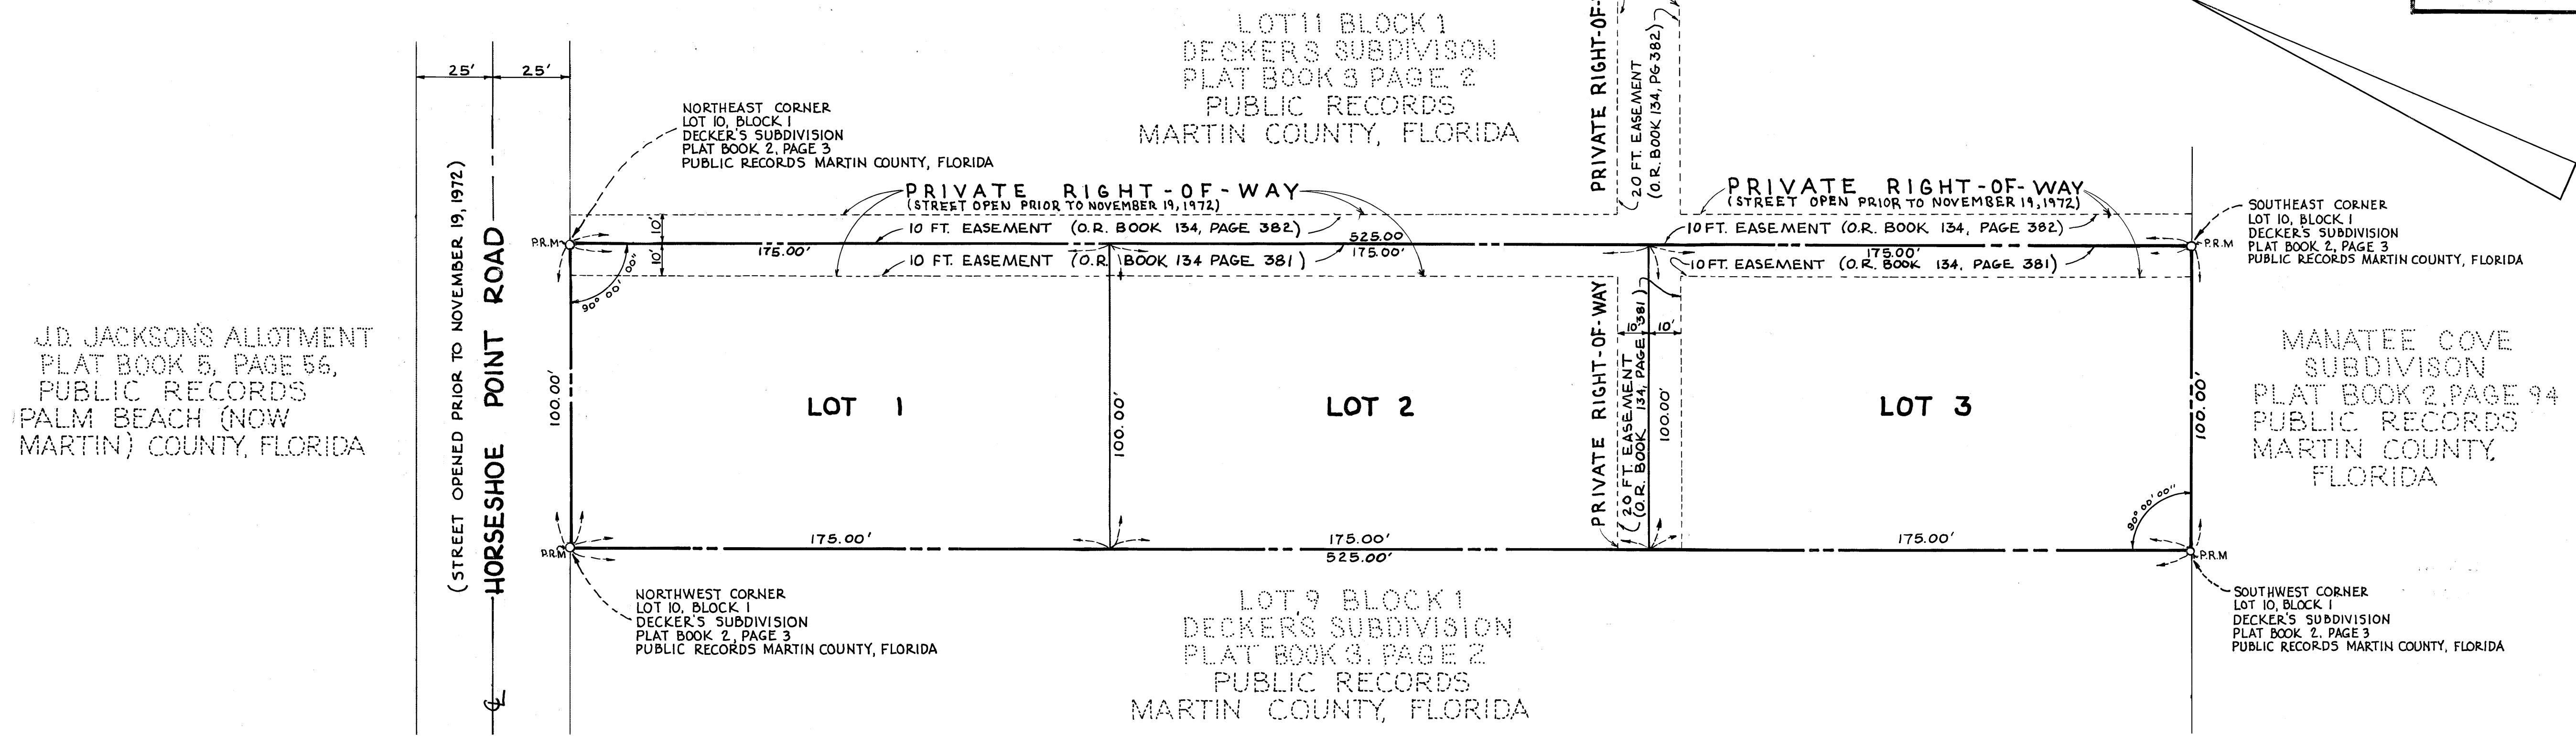 LOT 11 BLOCK 1
DECKERS SUBDIVISON
PLAT BOOK 3 PAGE 2
PUBLIC RECORDS
MARTIN COUNTY, FLORIDA
PRIVATE RIGHT-OF-
20 FT. EASEMENT
(O.R. BOOK 134, PG 382)
25'
25'
NORTHEAST CORNER
LOT 10, BLOCK 1
DECKER'S SUBDIVISION
PLAT BOOK 2, PAGE 3
PUBLIC RECORDS MARTIN COUNTY, FLORIDA
PRIVATE RIGHT-OF-WAY
(STREET OPEN PRIOR TO NOVEMBER 19, 1972)
10 FT. EASEMENT (O.R. BOOK 134, PAGE 382)
525.00
175.00'
175.00'
10 FT. EASEMENT (O.R. BOOK 134 PAGE 381)
PRIVATE RIGHT-OF-WAY
(STREET OPEN PRIOR TO NOVEMBER 19, 1972)
10 FT. EASEMENT (O.R. BOOK 134, PAGE 382)
175.00'
10 FT. EASEMENT (O.R. BOOK 134, PAGE 381)
SOUTHEAST CORNER
LOT 10, BLOCK 1
DECKER'S SUBDIVISION
PLAT BOOK 2, PAGE 3
PUBLIC RECORDS MARTIN COUNTY, FLORIDA
P.R.M
10'
10'
90° 00' 00"
P.R.M
J.D. JACKSON'S ALLOTMENT
PLAT BOOK 5, PAGE 56,
PUBLIC RECORDS
PALM BEACH (NOW
MARTIN) COUNTY, FLORIDA
(STREET OPENED PRIOR TO NOVEMBER 19, 1972)
HORSESHOE POINT ROAD
100.00'
LOT 1
100.00'
LOT 2
PRIVATE RIGHT-OF-WAY
10'
10'
20 FT. EASEMENT
(O.R. BOOK 134, PAGE 381)
100.00'
LOT 3
100.00'
90° 00' 00"
MANATEE COVE
SUBDIVISON
PLAT BOOK 2, PAGE 94
PUBLIC RECORDS
MARTIN COUNTY,
FLORIDA
175.00'
175.00'
525.00'
175.00'
P.R.M
P.R.M
NORTHWEST CORNER
LOT 10, BLOCK 1
DECKER'S SUBDIVISION
PLAT BOOK 2, PAGE 3
PUBLIC RECORDS MARTIN COUNTY, FLORIDA
LOT, 9 BLOCK 1
DECKER'S SUBDIVISION
PLAT BOOK 3, PAGE 2
PUBLIC RECORDS
MARTIN COUNTY, FLORIDA
SOUTHWEST CORNER
LOT 10, BLOCK 1
DECKER'S SUBDIVISION
PLAT BOOK 2, PAGE 3
PUBLIC RECORDS MARTIN COUNTY, FLORIDA
℄